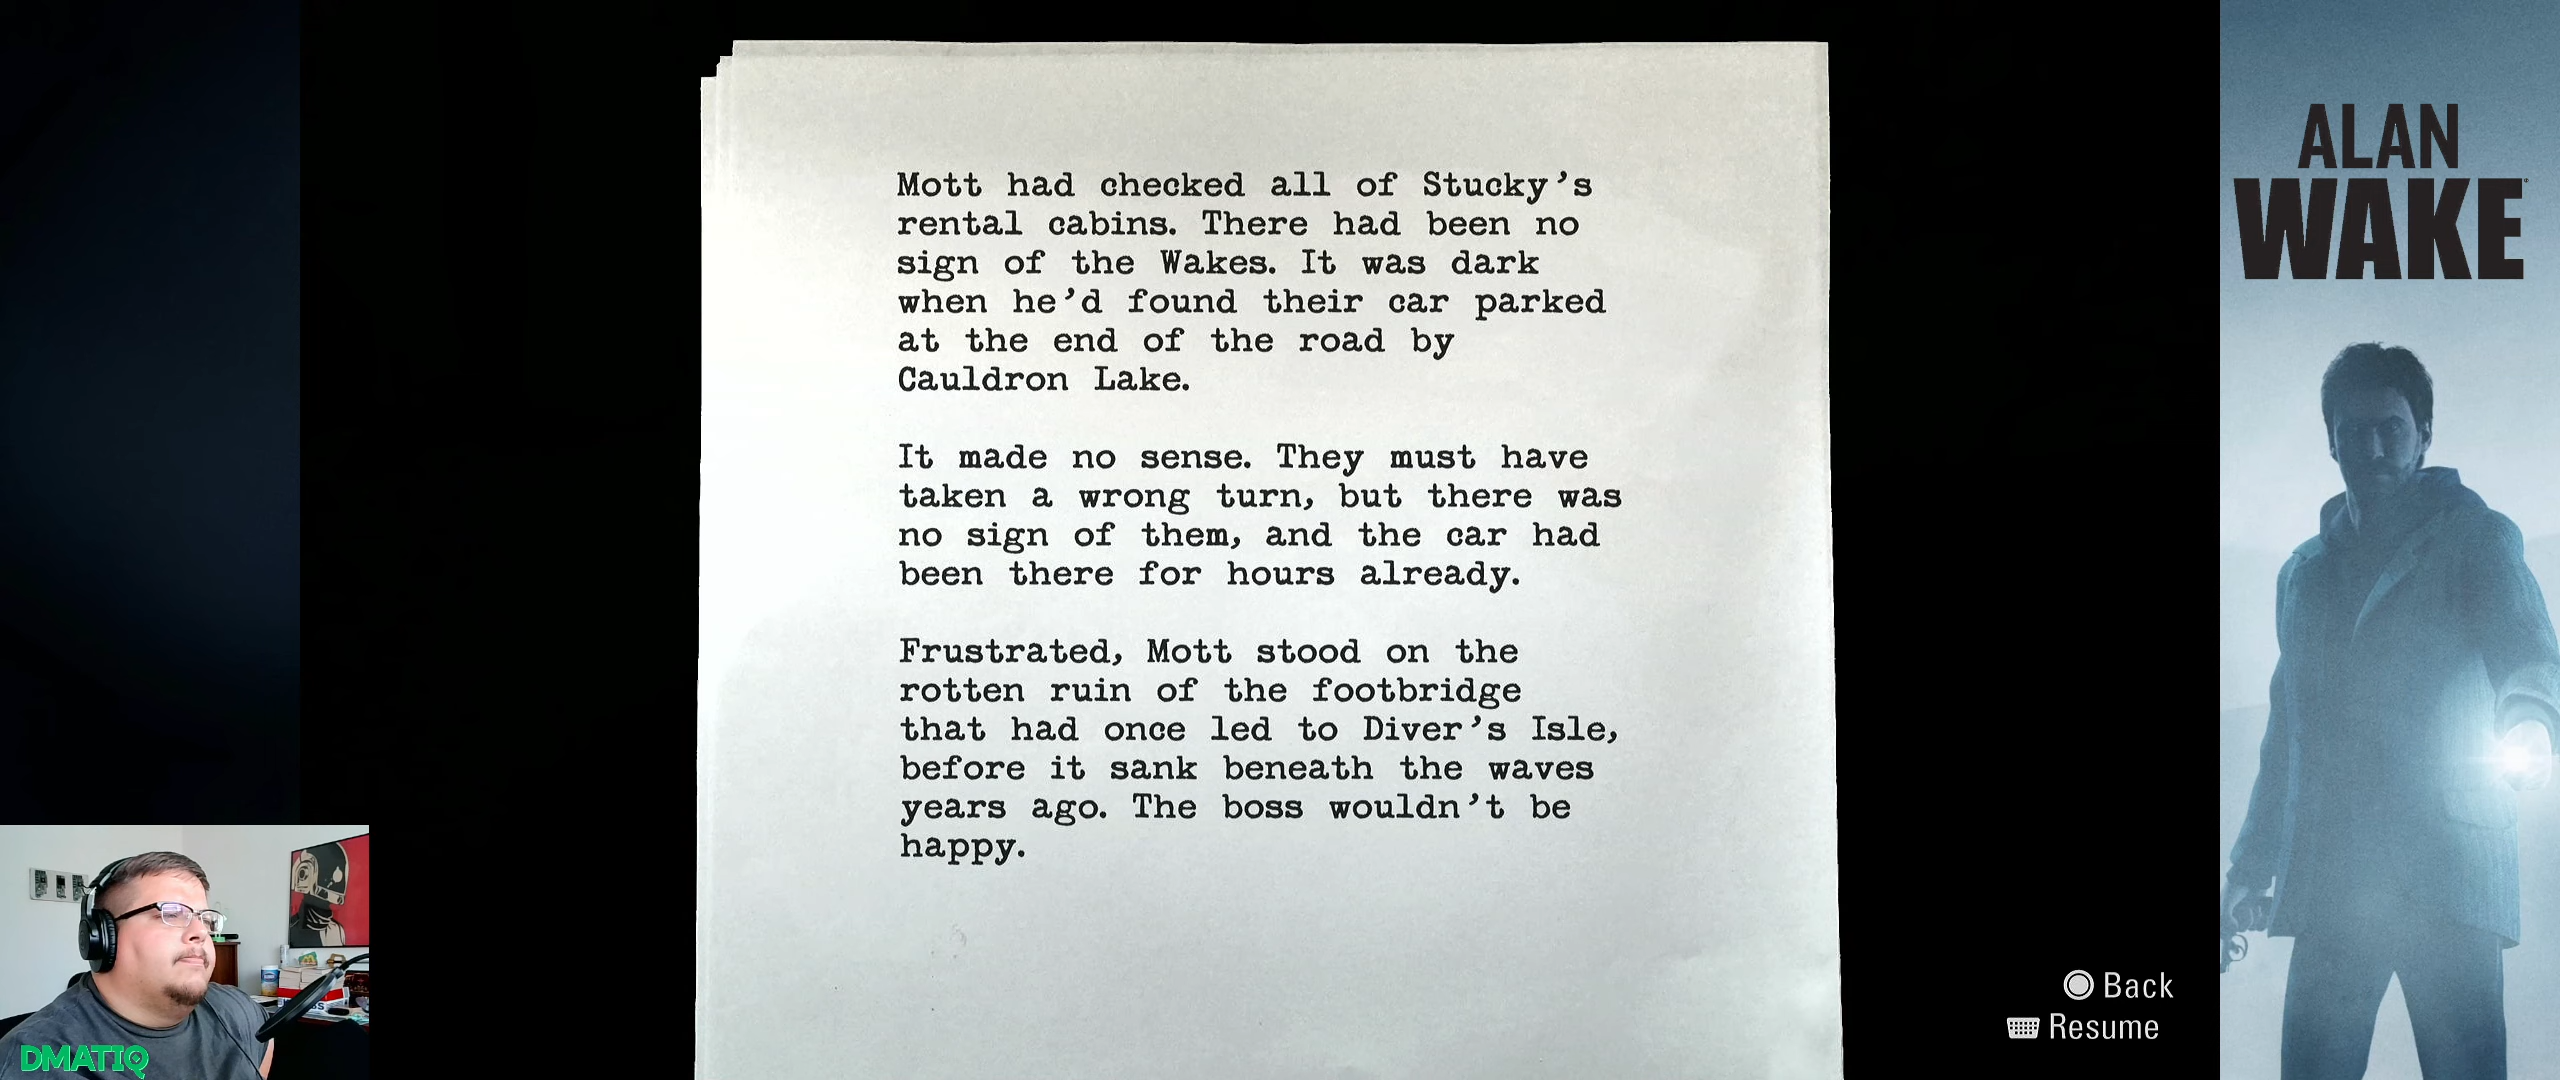 Mott had checked all of Stucky’s
rental cabins. There had been no
sign of the Wakes. It was dark
when he’d found their car parked
at the end of the road by
Cauldron Lake.
It made no sense. They must have
taken a wrong turn, but there was
no sign of them, and the car had
been there for hours already.
Frustrated, Mott stood on the
rotten ruin of the footbridge
that had once led to Diver’s Isle,
before it sank beneath the waves
years ago. The boss wouldn’t be
happy.
ALAN
WAKE
Back
Resume
DMATIQ